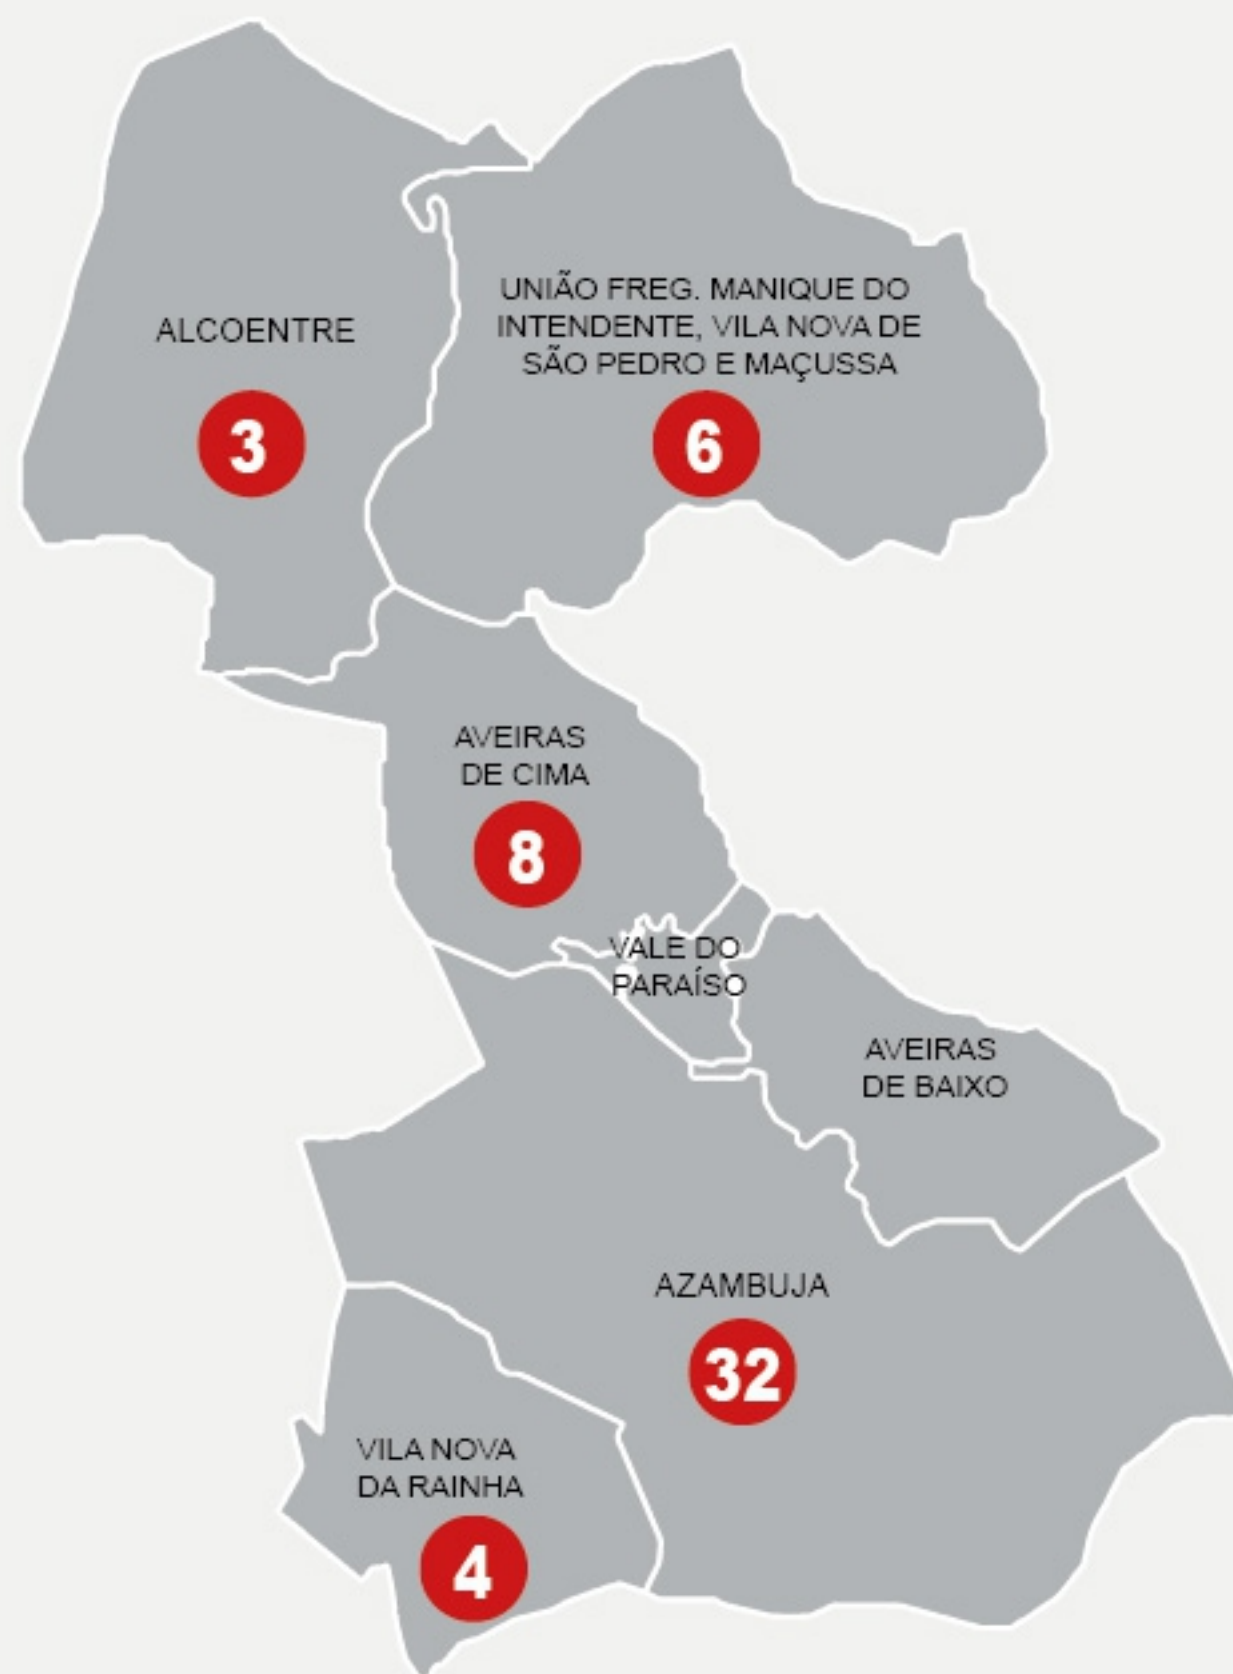 ALCOENTRE
3
UNIÃO FREG. MANIQUE DO
INTENDENTE, VILA NOVA DE
SÃO PEDRO E MAÇUSSA
6
AVEIRAS
DE CIMA
8
VALE DO
PARAÍSO
AVEIRAS
DE BAIXO
AZAMBUJA
32
VILA NOVA
DA RAINHA
4